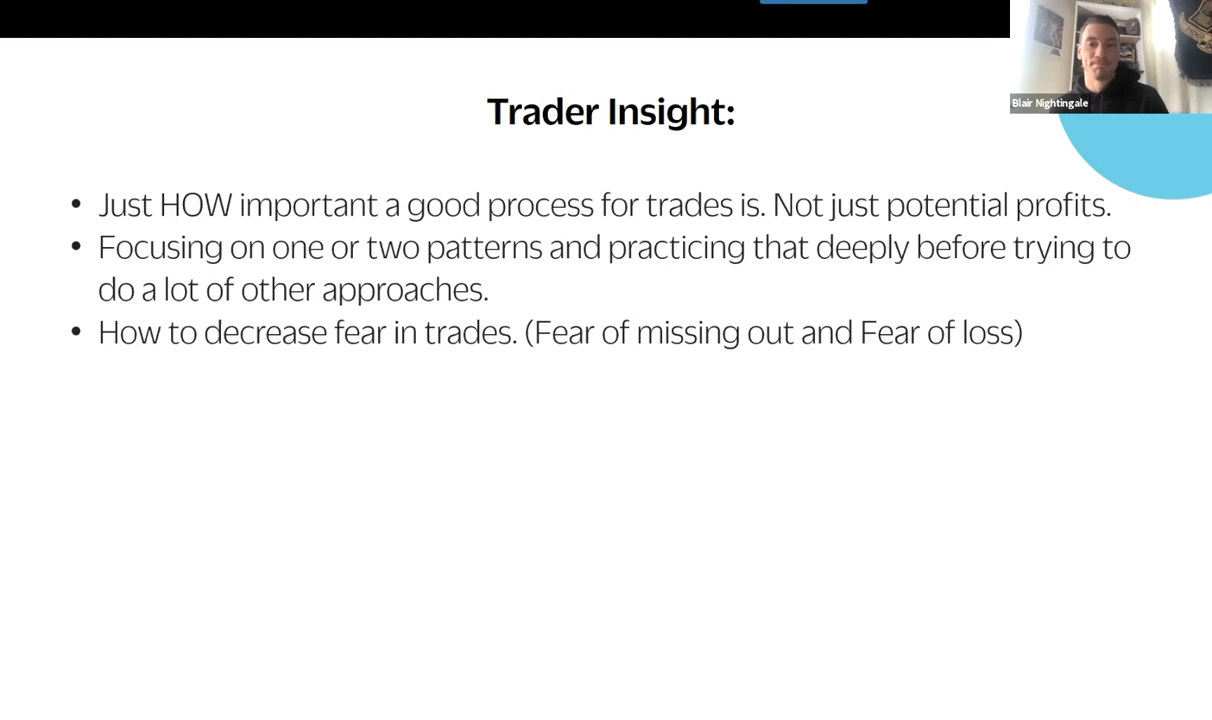 Blair Nightingale
Trader Insight:
• Just HOW important a good process for trades is. Not just potential profits.
• Focusing on one or two patterns and practicing that deeply before trying to
do a lot of other approaches.
• How to decrease fear in trades. (Fear of missing out and Fear of loss)